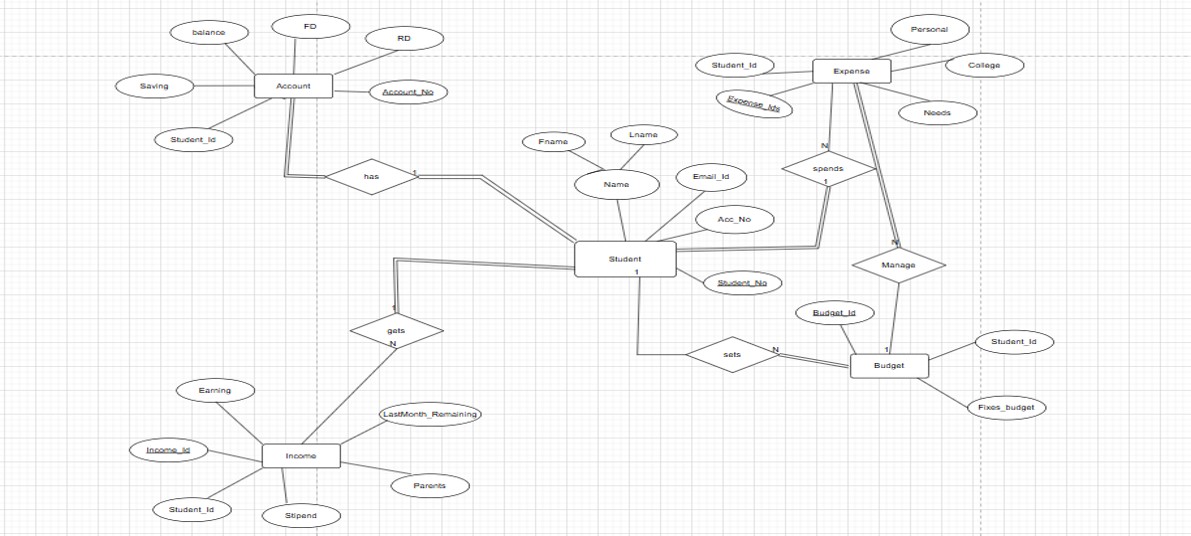 FD
Personal
balance
RD
Student_Id
Expense
College
Saving
Account
Account_No
Expense_Ids
Needs
Student_Id
Fname
Lname
N
spends
1
has
1
Name
Email_Id
Acc_No
Student
1
N
Manage
Student_No
1
gets
N
Budget_Id
sets
N
1
Budget
Student_Id
Fixes_budget
Earning
LastMonth_Remaining
Income_Id
Income
Parents
Student_Id
Stipend